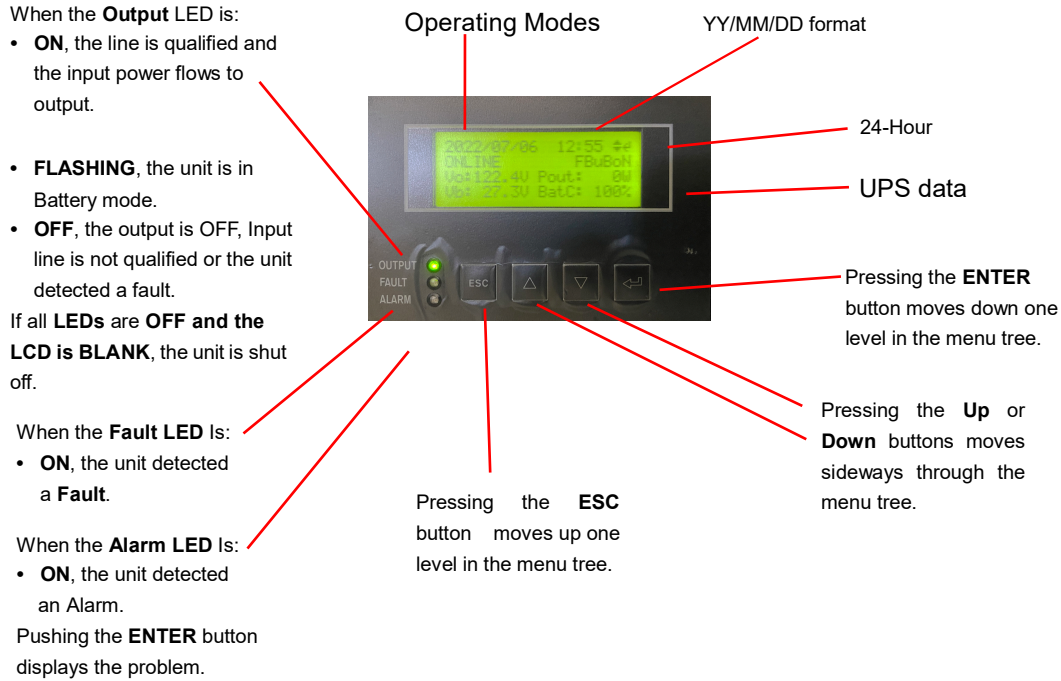 When the Output LED is:
• ON, the line is qualified and
the input power flows to
output.
• FLASHING, the unit is in
Battery mode.
• OFF, the output is OFF, Input
line is not qualified or the unit
detected a fault.
If all LEDs are OFF and the
LCD is BLANK, the unit is shut
off.
When the Fault LED Is:
• ON, the unit detected
a Fault.
When the Alarm LED Is:
• ON, the unit detected
an Alarm.
Pushing the ENTER button
displays the problem.
Operating Modes
YY/MM/DD format
2022/07/06 12:55
ONLINE FBuBoN
Vo:122.4V Pout: 0W
Vb: 27.3V BatC: 100%
OUTPUT
FAULT
ALARM
ESC
24-Hour
UPS data
Pressing the ENTER
button moves down one
level in the menu tree.
Pressing the Up or
Down buttons moves
sideways through the
menu tree.
Pressing the ESC
button moves up one
level in the menu tree.